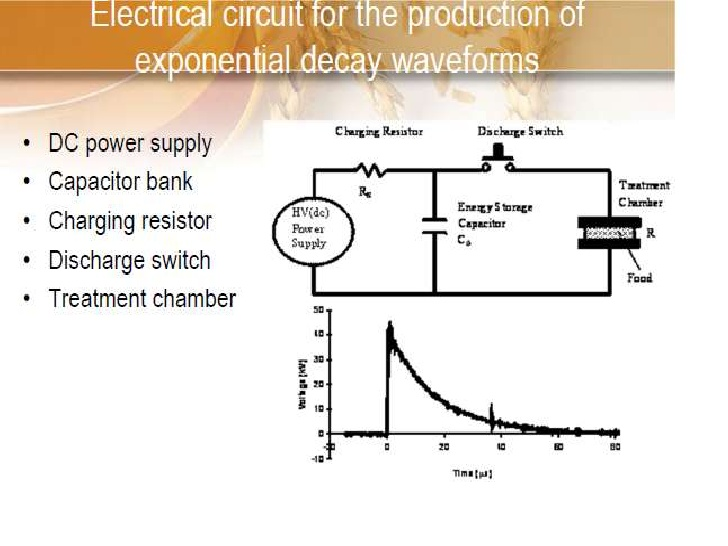 Electrical circuit for the production of
exponential decay waveforms
• DC power supply
• Capacitor bank
• Charging resistor
• Discharge switch
• Treatment chamber
Charging Resistor
Discharge Switch
Rc
HV(dc)
Power
Supply
Energy Storage
Capacitor
Co
Treatment
Chamber
R
Food
50
40
30
20
10
0
-10
Voltage [kV]
-20 0 20 40 60 80
Time [µs]